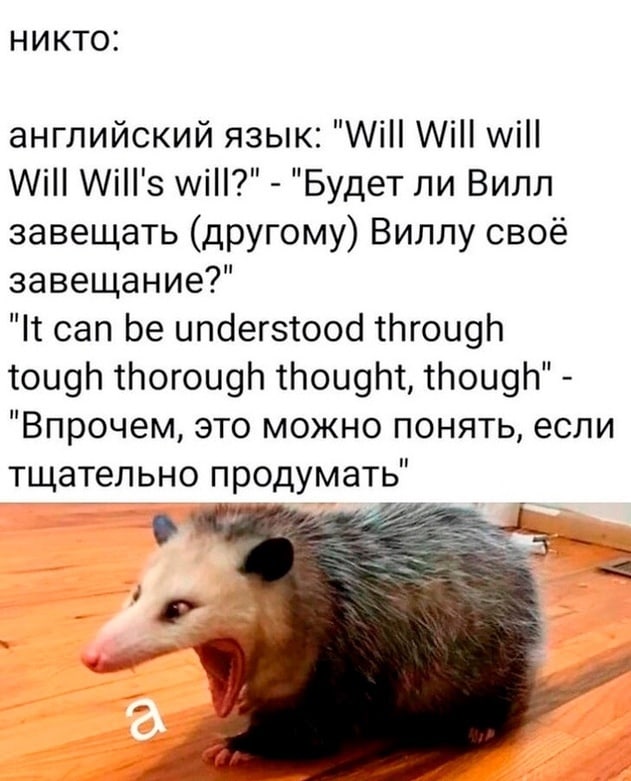 никто:
английский язык: "Will Will will
Will Will's will?" - "Будет ли Вилл
завещать (другому) Виллу своё
завещание?"
"It can be understood through
tough thorough thought, though" -
"Впрочем, это можно понять, если
тщательно продумать"
а